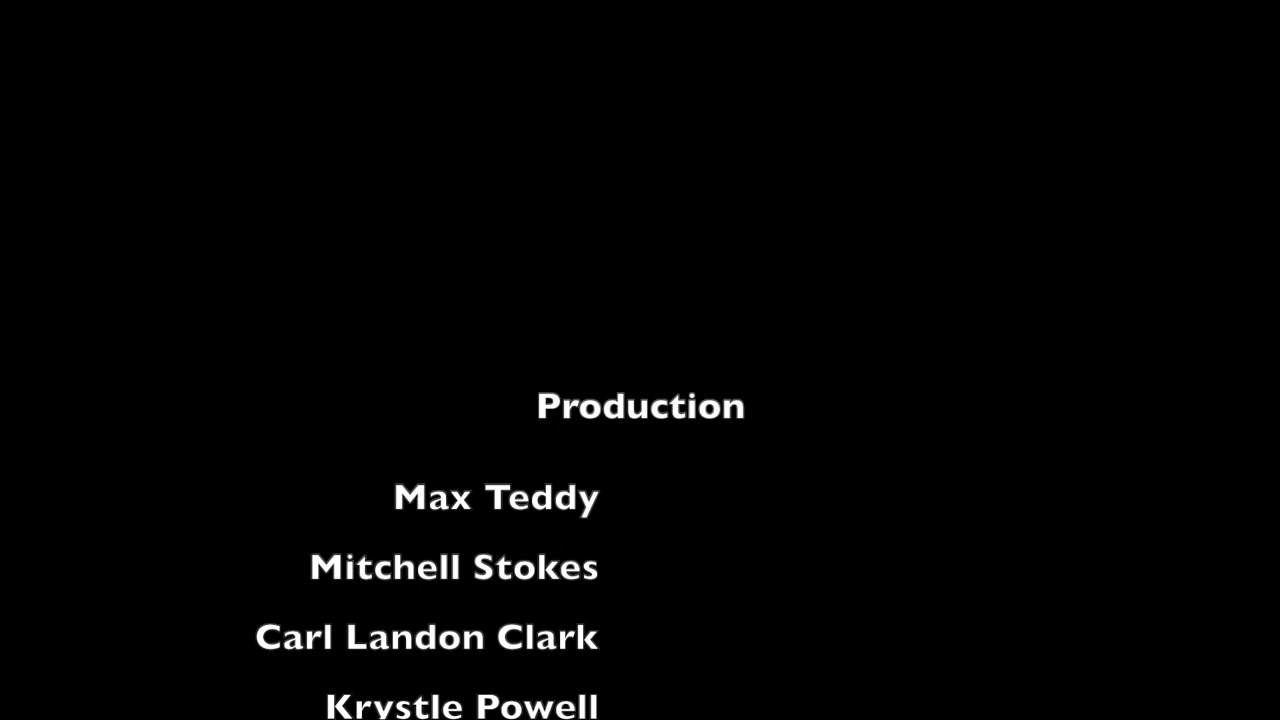 Production
Max Teddy
Mitchell Stokes
Carl Landon Clark
Krystle Powell